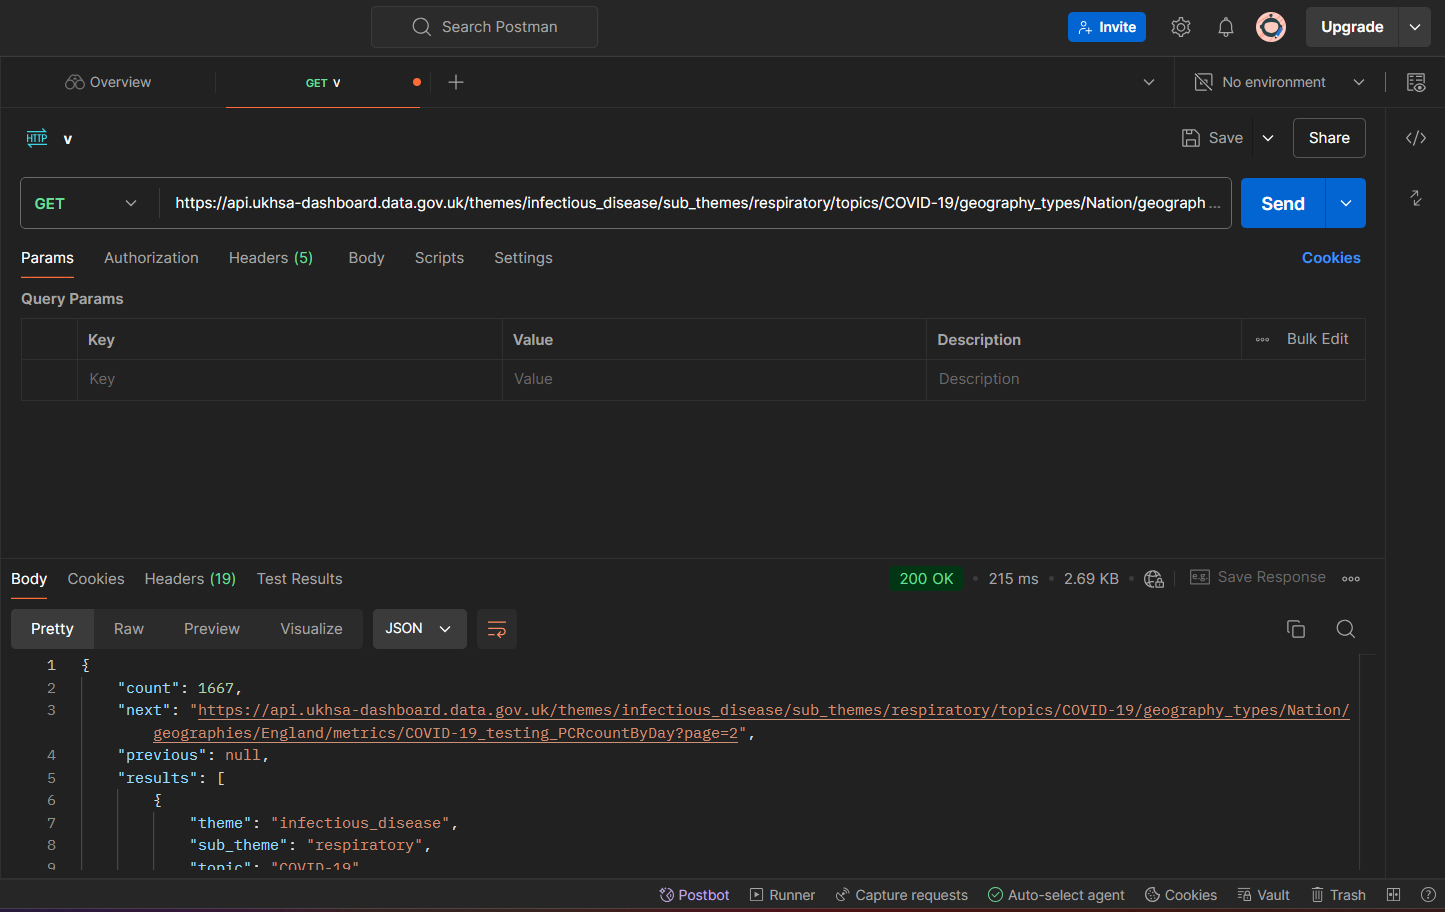 Search Postman
Invite
Upgrade
Overview
GET v
No environment
HTTP v
Save
Share
GET
https://api.ukhsa-dashboard.data.gov.uk/themes/infectious_disease/sub_themes/respiratory/topics/COVID-19/geography_types/Nation/geograph ...
Send
Params Authorization Headers (5) Body Scripts Settings
Cookies
Query Params
Key Value Description ooo Bulk Edit
Key Value Description
Body Cookies Headers (19) Test Results
200 OK • 215 ms • 2.69 KB • e.g. Save Response ooo
Pretty Raw Preview Visualize JSON
1 {
2 "count": 1667,
3 "next": "https://api.ukhsa-dashboard.data.gov.uk/themes/infectious_disease/sub_themes/respiratory/topics/COVID-19/geography_types/Nation/
geographies/England/metrics/COVID-19_testing_PCRcountByDay?page=2",
4 "previous": null,
5 "results": [
6 {
7 "theme": "infectious_disease",
8 "sub_theme": "respiratory",
9 "topic": "COVID-19"
Postbot Runner Capture requests Auto-select agent Cookies Vault Trash